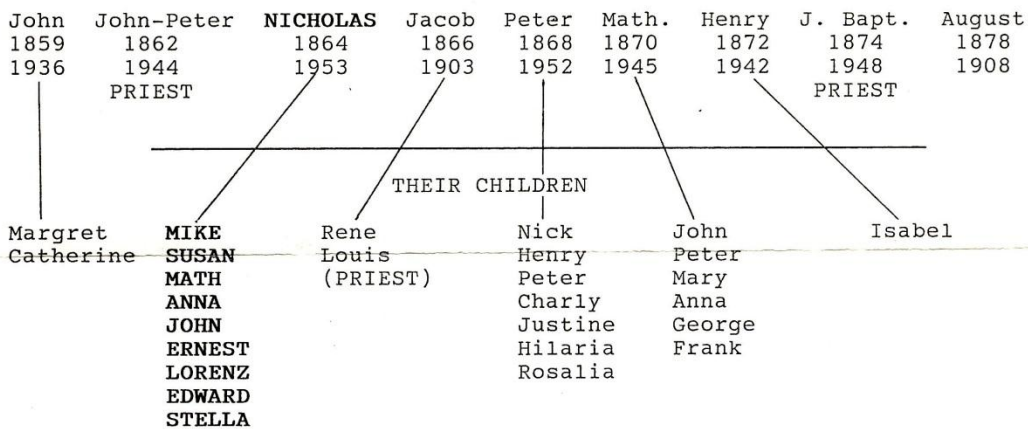 John John-Peter NICHOLAS Jacob Peter Math. Henry J. Bapt. August
1859 1862 1864 1866 1868 1870 1872 1874 1878
1936 1944 1953 1903 1952 1945 1942 1948 1908
PRIEST PRIEST
THEIR CHILDREN
Margret MIKE Rene Nick John Isabel
Catherine SUSAN Louis Henry Peter
MATH (PRIEST) Peter Mary
ANNA Charly Anna
JOHN Justine George
ERNEST Hilaria Frank
LORENZ Rosalia
EDWARD
STELLA